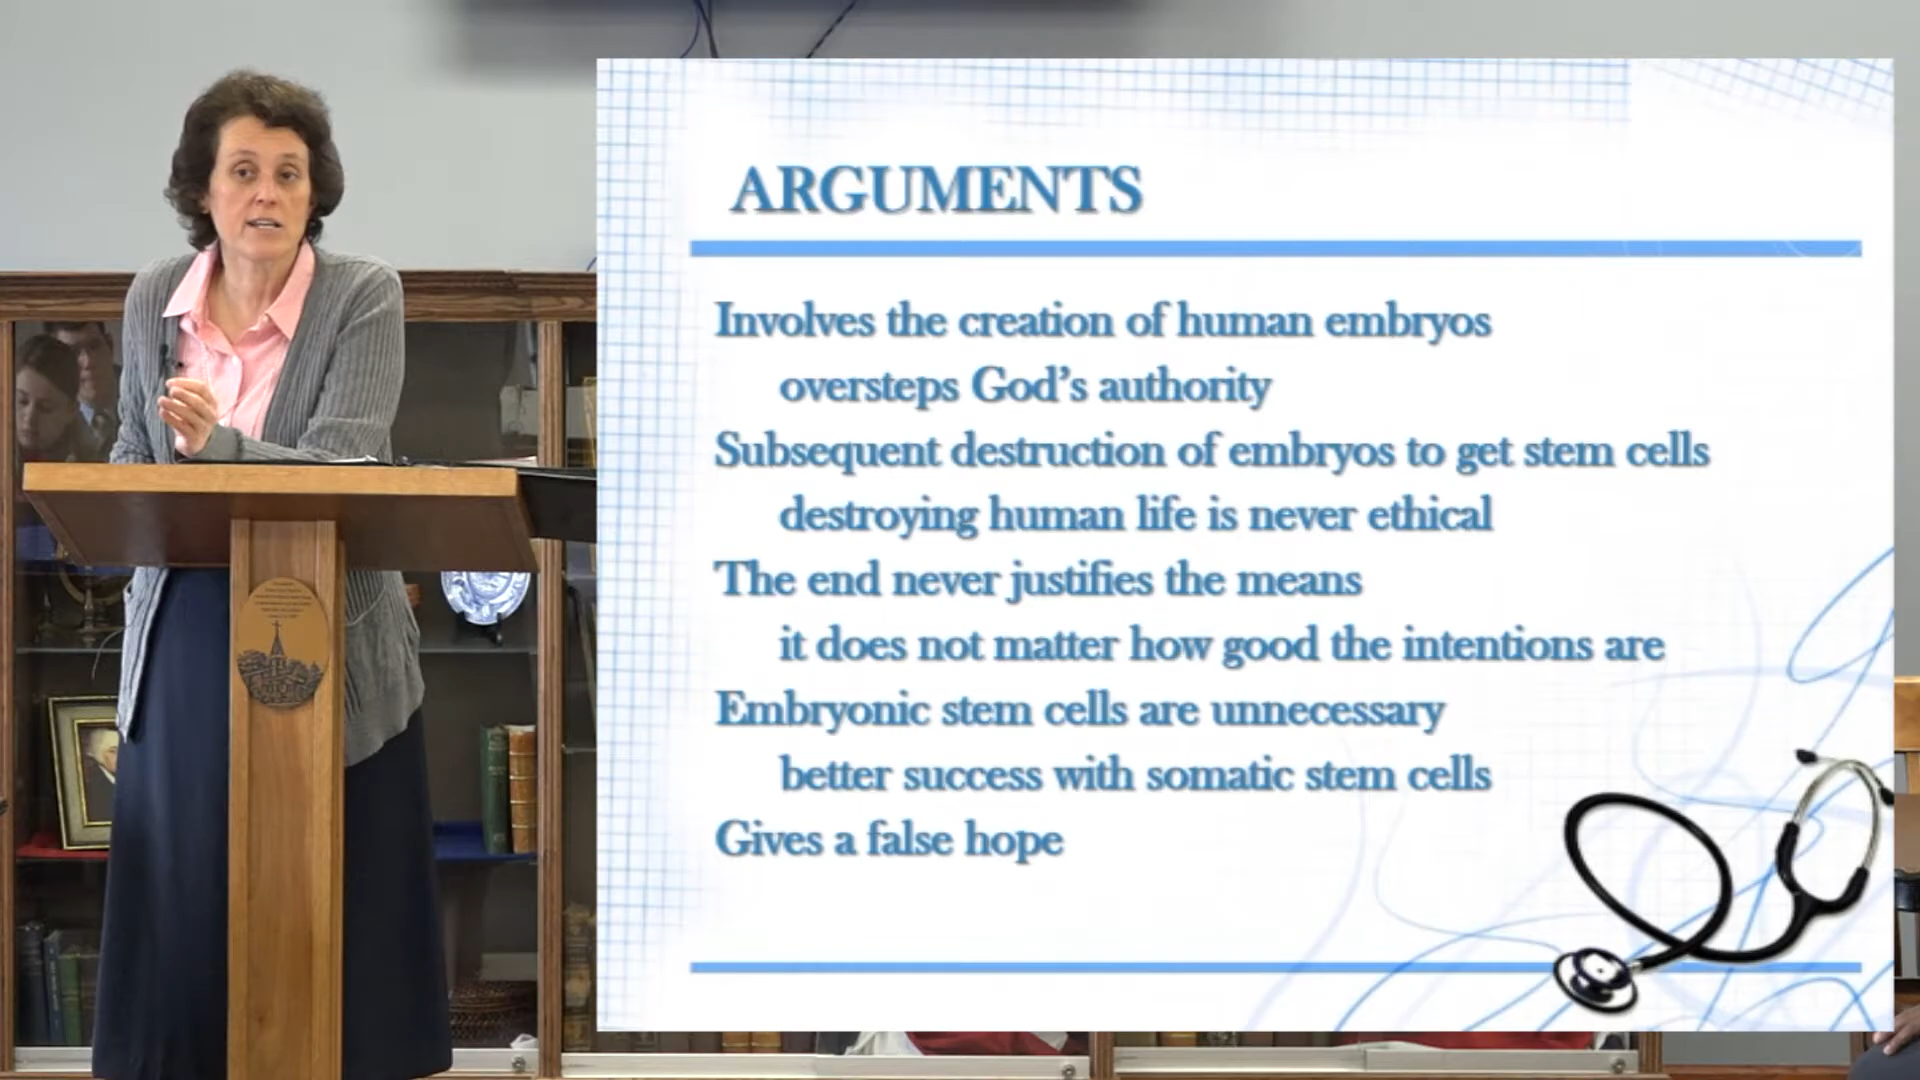 ARGUMENTS
Involves the creation of human embryos
oversteps God's authority
Subsequent destruction of embryos to get stem cells
destroying human life is never ethical
The end never justifies the means
it does not matter how good the intentions are
Embryonic stem cells are unnecessary
better success with somatic stem cells
Gives a false hope